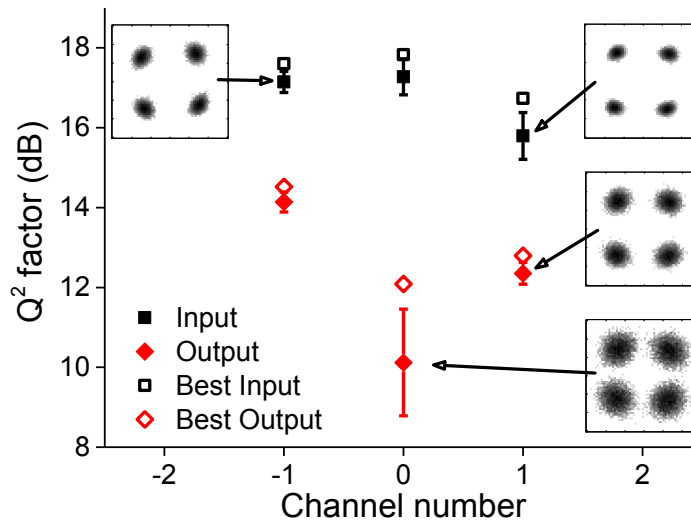 18
16
14
12
10
8
Q² factor (dB)
Input
Output
Best Input
Best Output
-2 -1 0 1 2
Channel number